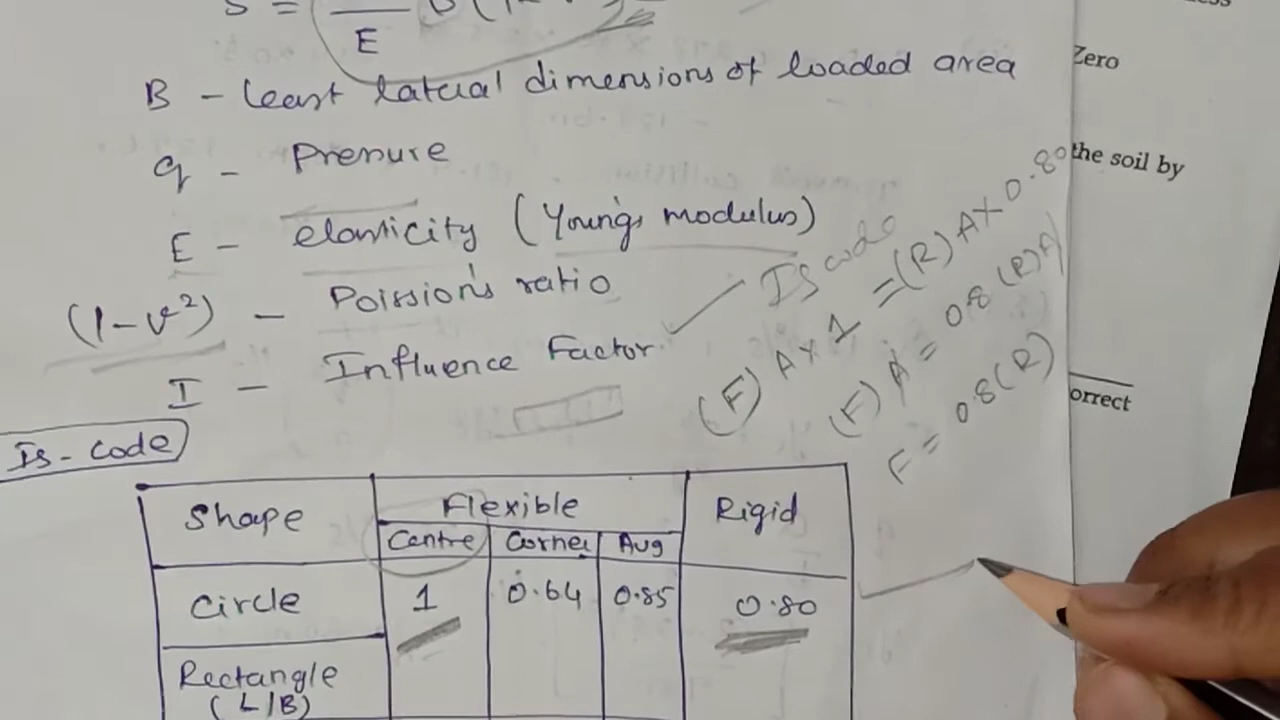 E
B - Least lateral dimensions of loaded area
q - Pressure
E - elasticity (Young's modulus)
(1-v²) - Poission's ratio
I - Influence Factor
IS code
(F) A x 1 = (R) A x 0.80
(F) A = 0.8 (R) A
F = 0.8 (R)
Is-code
Shape Flexible Rigid
Centre Corner Avg
Circle 1 0.64 0.85 0.80
Rectangle
(L/B)
Zero
the soil by
orrect